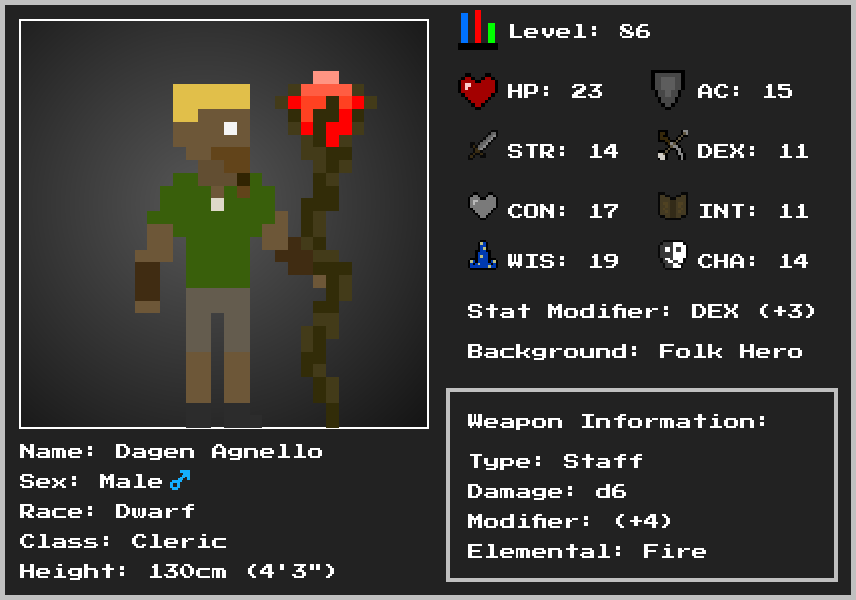 Level: 86
HP: 23 AC: 15
STR: 14 DEX: 11
CON: 17 INT: 11
WIS: 19 CHA: 14
Stat Modifier: DEX (+3)
Background: Folk Hero
Weapon Information:
Type: Staff
Damage: d6
Modifier: (+4)
Elemental: Fire
Name: Dagen Agnello
Sex: Male ♂
Race: Dwarf
Class: Cleric
Height: 130cm (4'3")